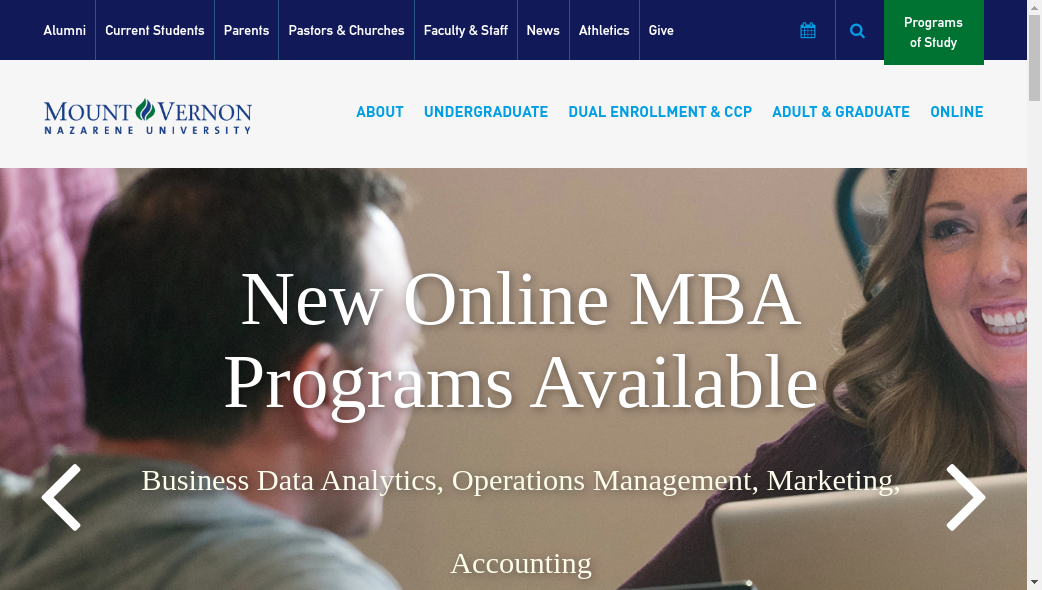 Alumni Current Students Parents Pastors & Churches Faculty & Staff News Athletics Give
Programs
of Study
MOUNT VERNON
NAZARENE UNIVERSITY
ABOUT UNDERGRADUATE DUAL ENROLLMENT & CCP ADULT & GRADUATE ONLINE
New Online MBA
Programs Available
Business Data Analytics, Operations Management, Marketing,
Accounting